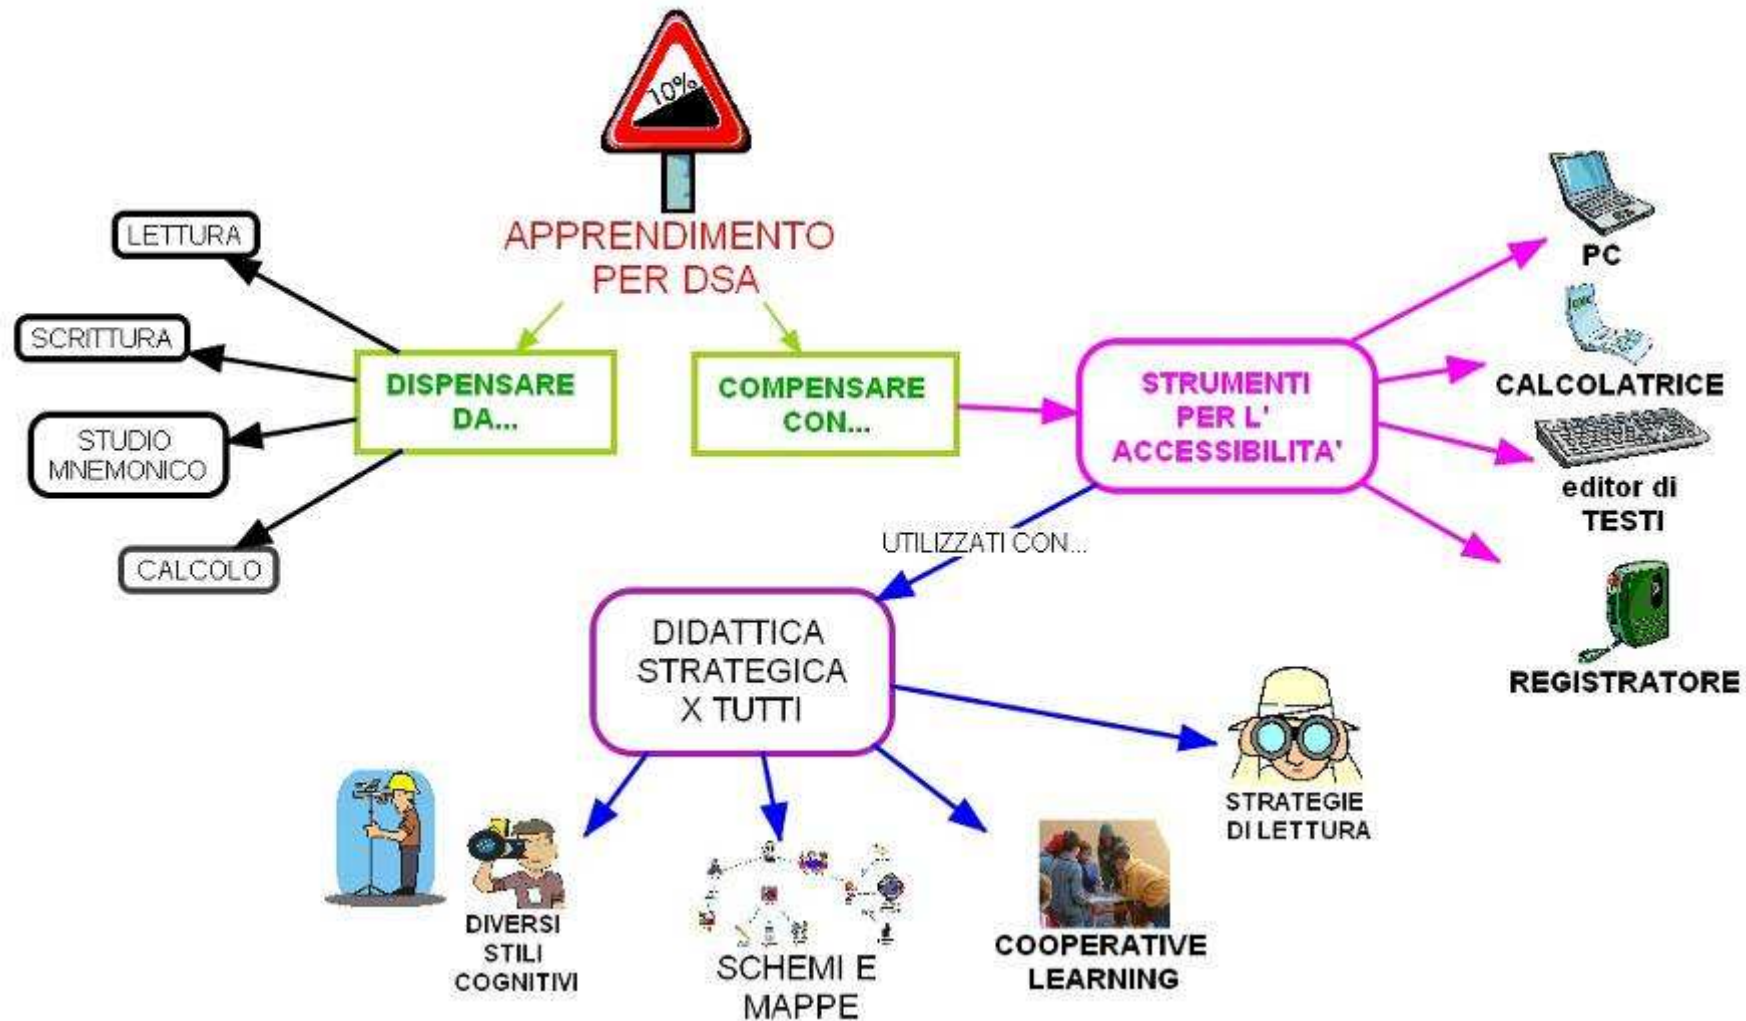 10%
APPRENDIMENTO
PER DSA
DISPENSARE
DA...
LETTURA
SCRITTURA
STUDIO
MNEMONICO
CALCOLO
COMPENSARE
CON...
STRUMENTI
PER L'
ACCESSIBILITA'
PC
CALCOLATRICE
editor di
TESTI
REGISTRATORE
UTILIZZATI CON...
DIDATTICA
STRATEGICA
X TUTTI
DIVERSI
STILI
COGNITIVI
SCHEMI E
MAPPE
COOPERATIVE
LEARNING
STRATEGIE
DI LETTURA